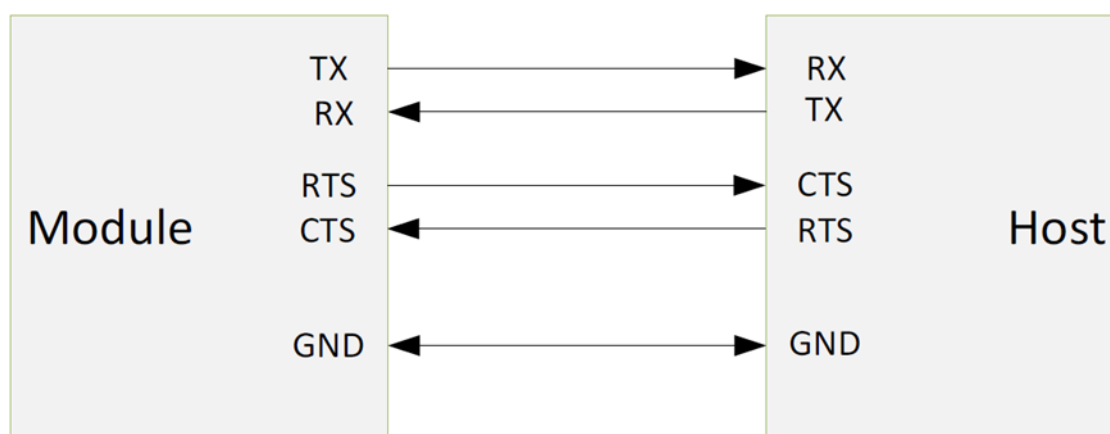 TX
RX
RTS
CTS
GND
Module
RX
TX
CTS
RTS
GND
Host